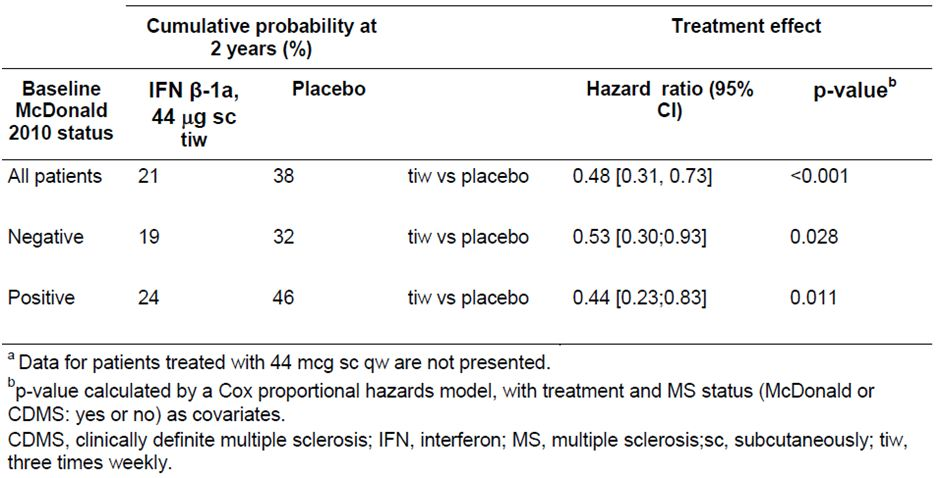 Cumulative probability at 2 years (%) Treatment effect
Baseline McDonald 2010 status IFN β-1a, 44 μg sc tiw Placebo Hazard ratio (95% CI) p-valueᵇ
All patients 21 38 tiw vs placebo 0.48 [0.31, 0.73] <0.001
Negative 19 32 tiw vs placebo 0.53 [0.30;0.93] 0.028
Positive 24 46 tiw vs placebo 0.44 [0.23;0.83] 0.011
ᵃ Data for patients treated with 44 mcg sc qw are not presented.
ᵇp-value calculated by a Cox proportional hazards model, with treatment and MS status (McDonald or
CDMS: yes or no) as covariates.
CDMS, clinically definite multiple sclerosis; IFN, interferon; MS, multiple sclerosis;sc, subcutaneously; tiw,
three times weekly.